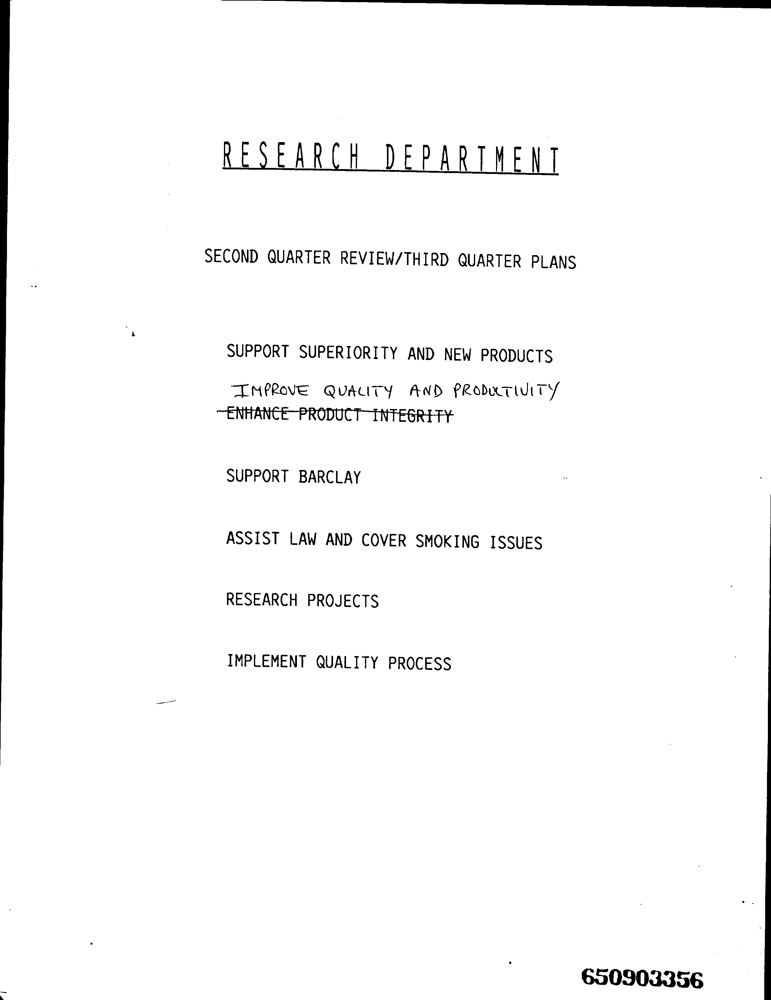 RESEARCH DEPARTMENT
SECOND QUARTER REVIEW/THIRD QUARTER PLANS
SUPPORT SUPERIORITY AND NEW PRODUCTS
IMPROVE QUALITY AND PRODUCTIVITY
ENHANCE PRODUCT INTEGRITY
SUPPORT BARCLAY
ASSIST LAW AND COVER SMOKING ISSUES
RESEARCH PROJECTS
IMPLEMENT QUALITY PROCESS
650903356